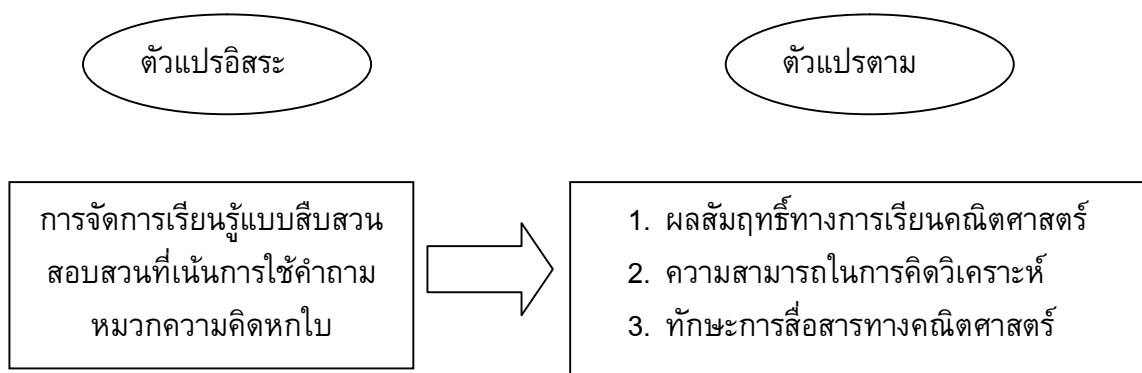 ตัวแปรอิสระ
ตัวแปรตาม
การจัดการเรียนรู้แบบสืบสวน
สอบสวนที่เน้นการใช้คำถาม
หมวกความคิดหกใบ
1. ผลสัมฤทธิ์ทางการเรียนคณิตศาสตร์
2. ความสามารถในการคิดวิเคราะห์
3. ทักษะการสื่อสารทางคณิตศาสตร์